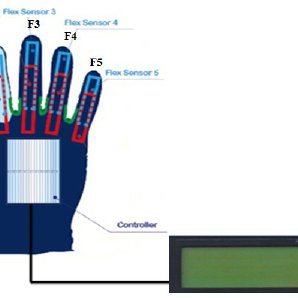 Flex Sensor 3
F3
Flex Sensor 4
F4
F5
Flex Sensor 5
Controller